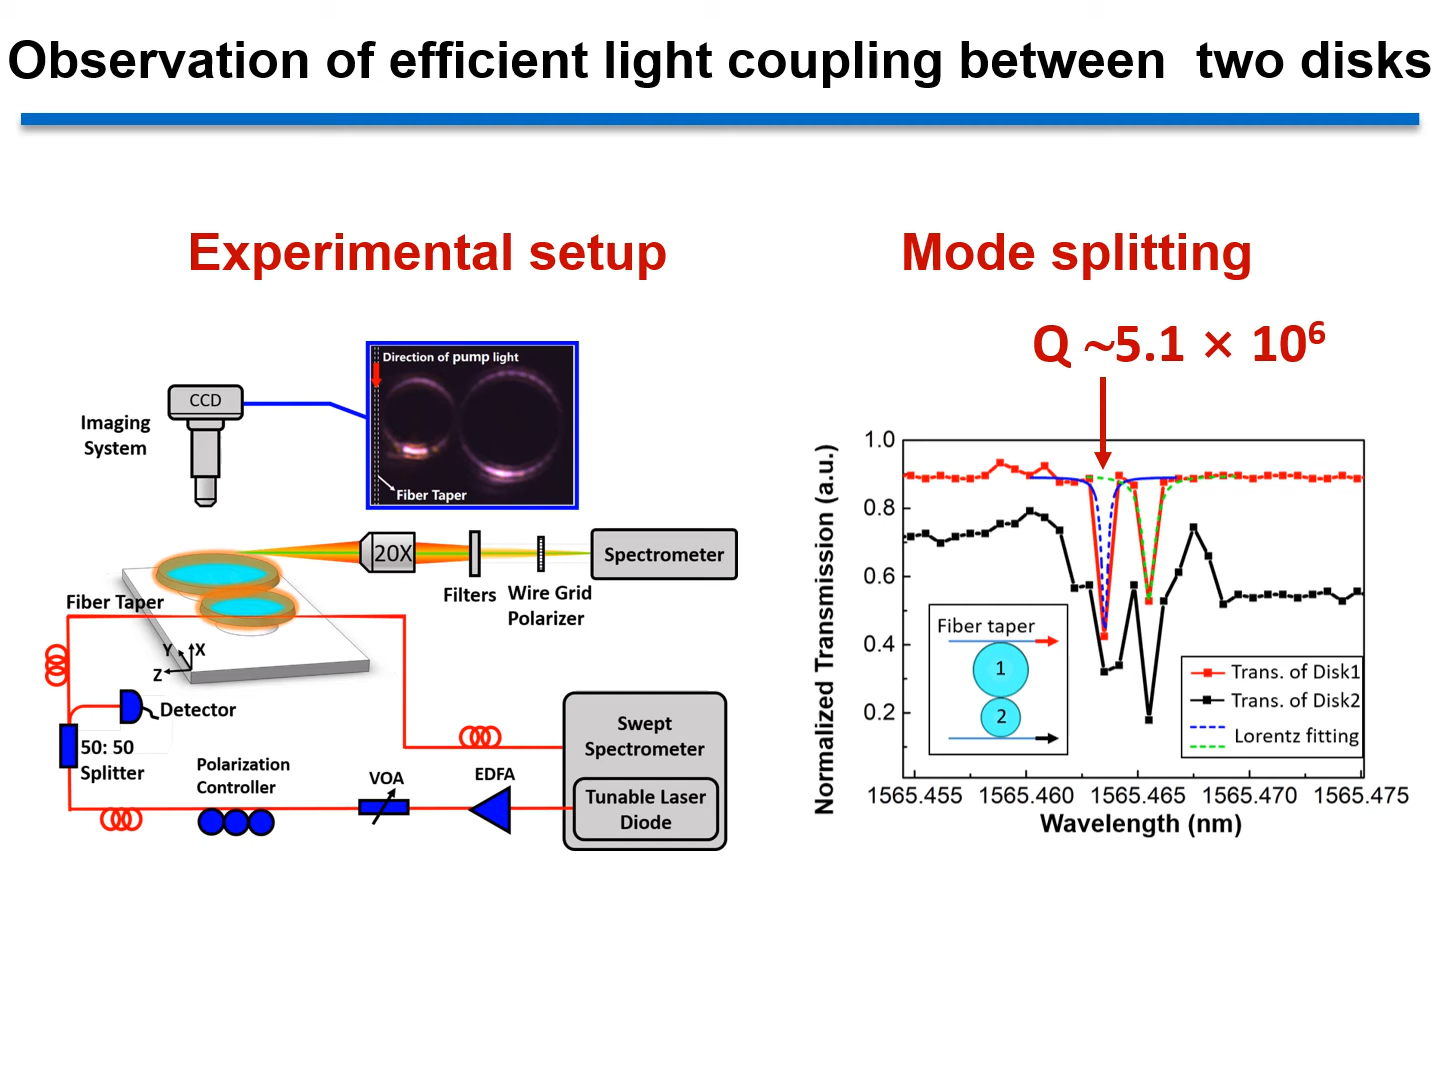 Observation of efficient light coupling between two disks
Experimental setup
Mode splitting
Q ~5.1 × 10⁶
Direction of pump light
Fiber Taper
CCD
Imaging
System
20X
Spectrometer
Filters
Wire Grid
Polarizer
Fiber Taper
Y
X
Z
Detector
50: 50
Splitter
Polarization
Controller
VOA
EDFA
Swept
Spectrometer
Tunable Laser
Diode
Normalized Transmission (a.u.)
1.0
0.8
0.6
0.4
0.2
Fiber taper
1
2
Trans. of Disk1
Trans. of Disk2
Lorentz fitting
1565.455 1565.460 1565.465 1565.470 1565.475
Wavelength (nm)